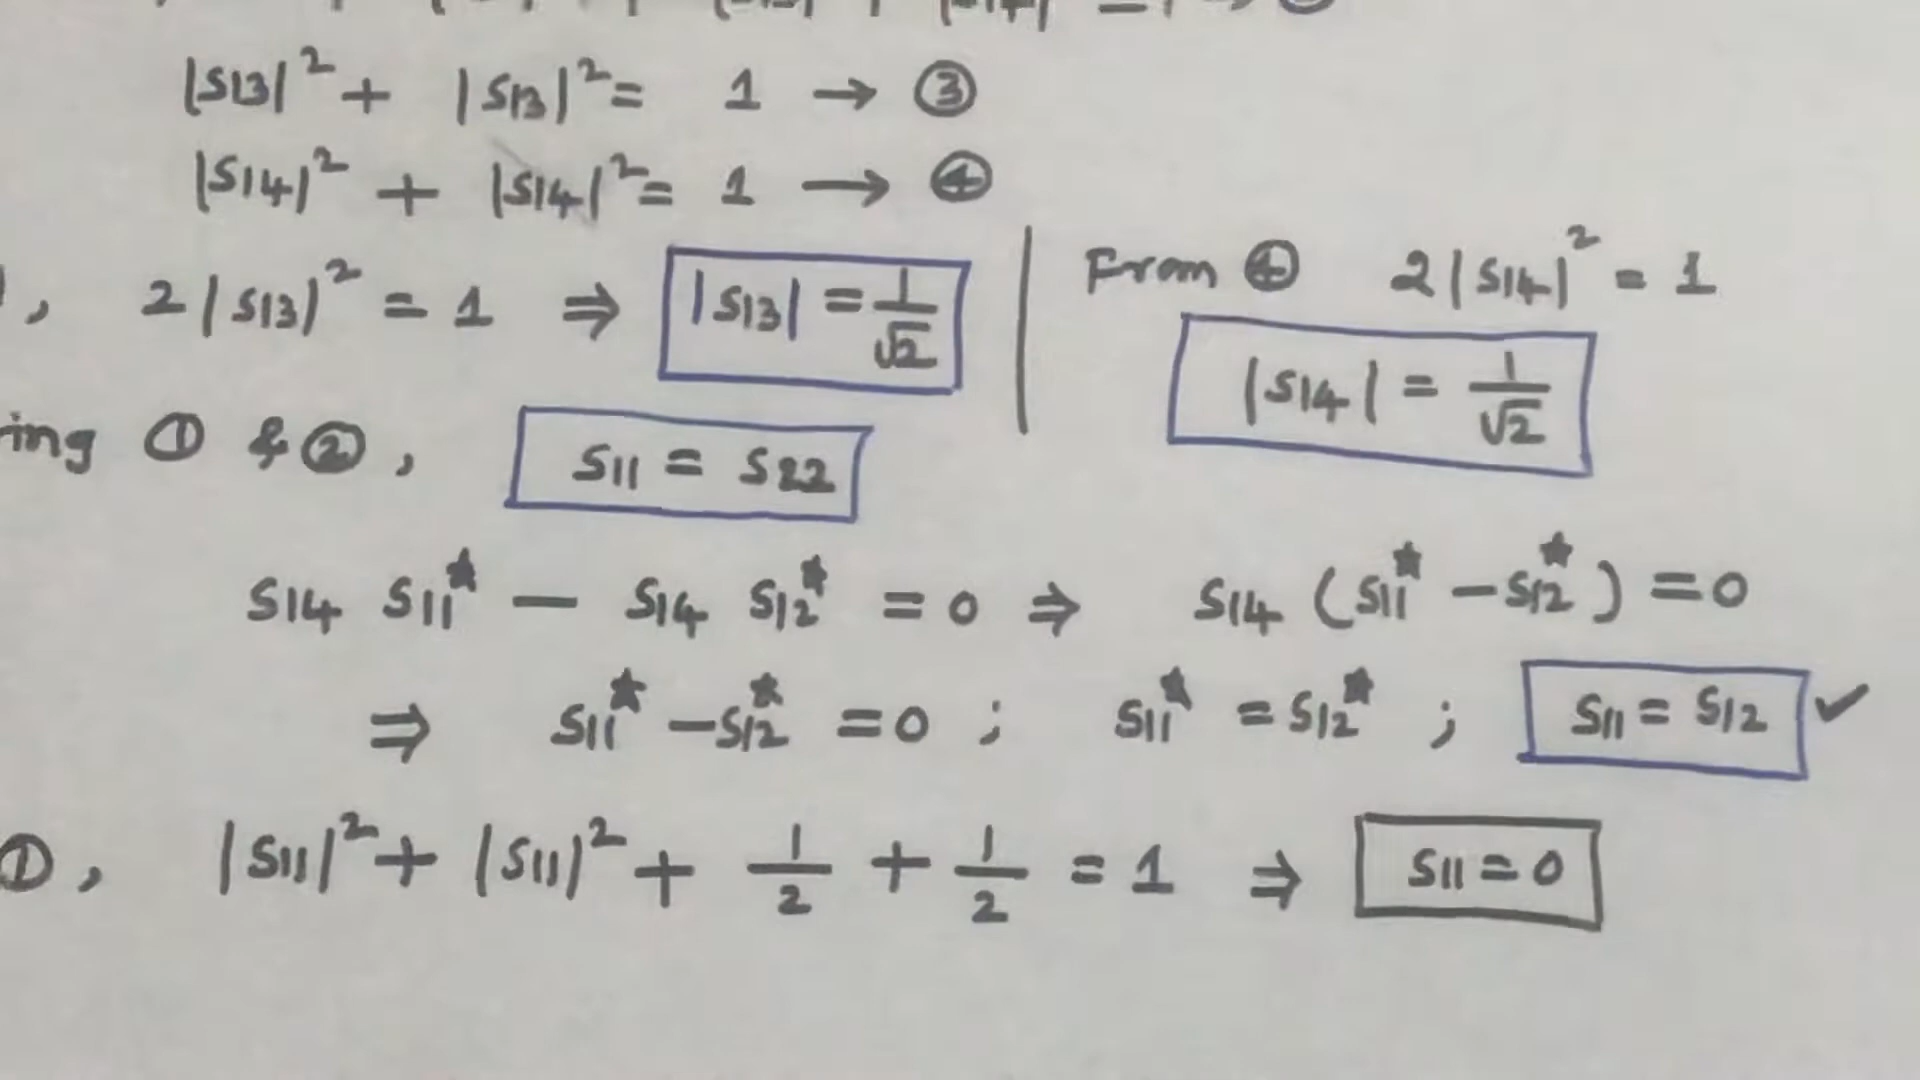 |S13|² + |S13|² = 1 → ③
|S14|² + |S14|² = 1 → ④
, 2|S13|² = 1 ⇒ |S13| = 1/√2
From ④ 2|S14|² = 1
|S14| = 1/√2
ing ① & ②, S11 = S22
S14 S11* − S14 S12* = 0 ⇒ S14 (S11* − S12*) = 0
⇒ S11* − S12* = 0 ; S11* = S12* ; S11 = S12 ✓
①, |S11|² + |S11|² + 1/2 + 1/2 = 1 ⇒ S11 = 0